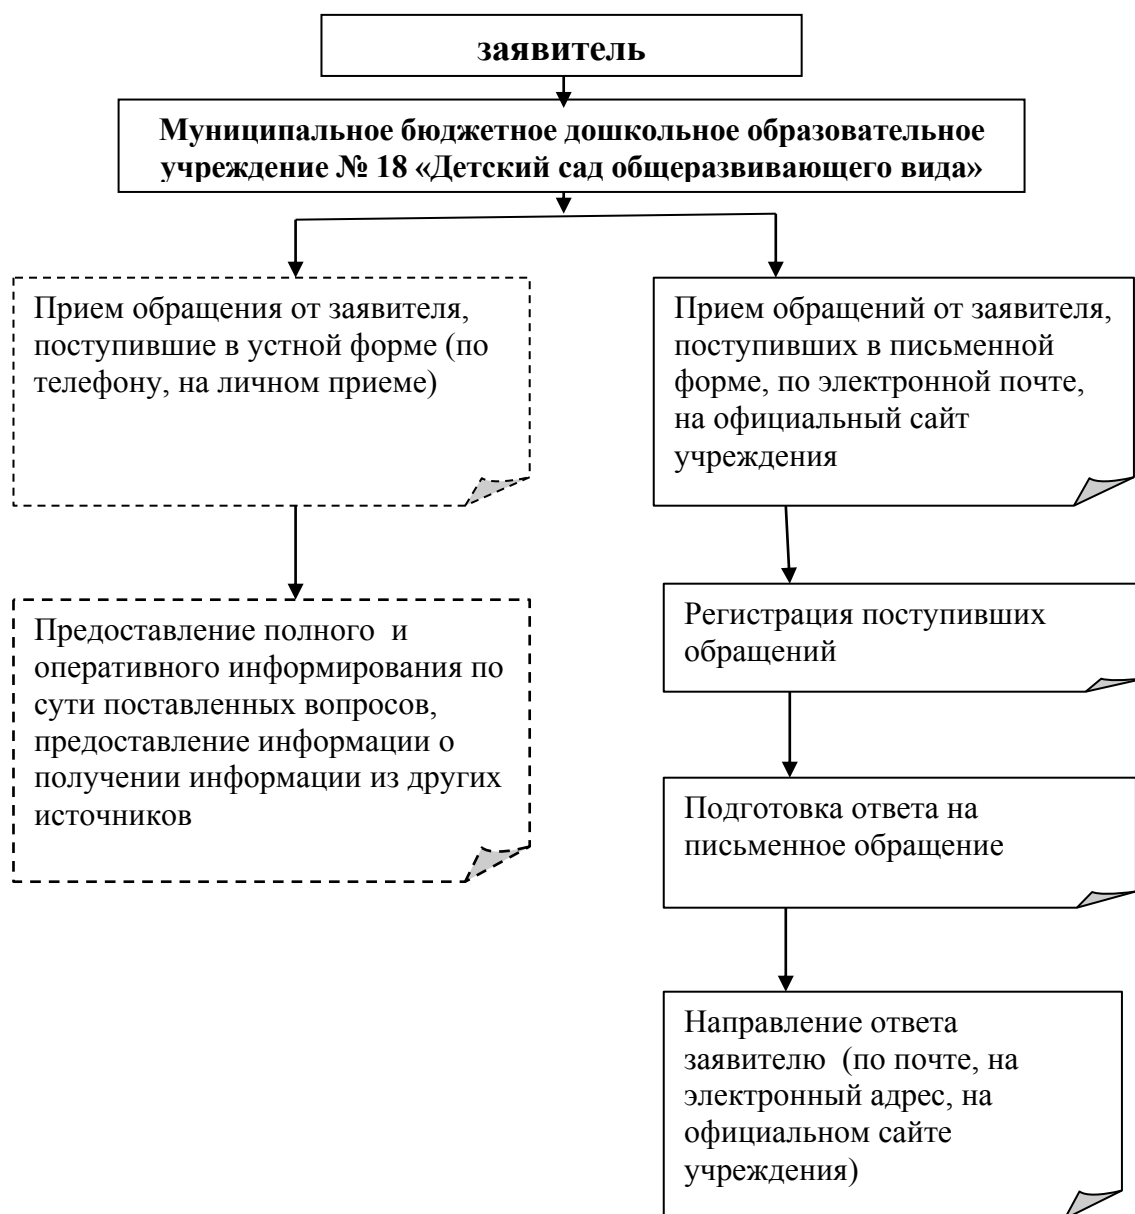 заявитель
Муниципальное бюджетное дошкольное образовательное
учреждение № 18 «Детский сад общеразвивающего вида»
Прием обращения от заявителя,
поступившие в устной форме (по
телефону, на личном приеме)
Предоставление полного  и
оперативного информирования по
сути поставленных вопросов,
предоставление информации о
получении информации из других
источников
Прием обращений от заявителя,
поступивших в письменной
форме, по электронной почте,
на официальный сайт
учреждения
Регистрация поступивших
обращений
Подготовка ответа на
письменное обращение
Направление ответа
заявителю  (по почте, на
электронный адрес, на
официальном сайте
учреждения)